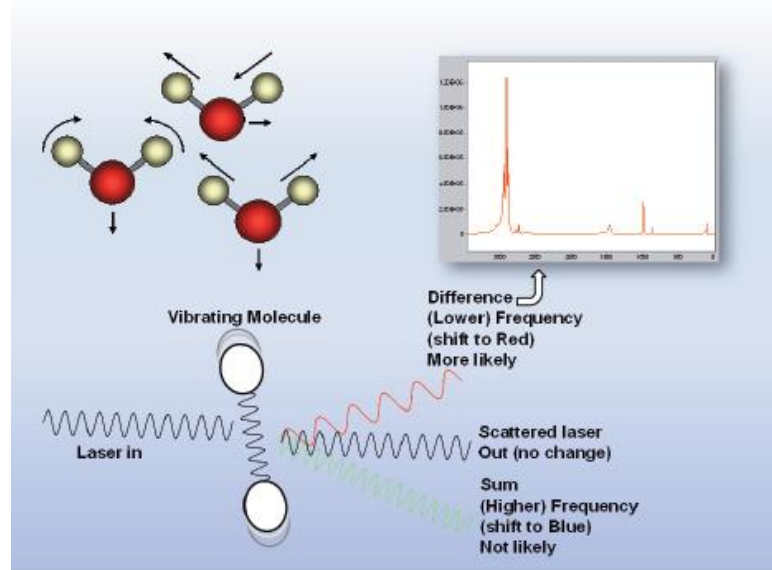 Difference
(Lower) Frequency
(shift to Red)
More likely
Vibrating Molecule
Laser in
Scattered laser
Out (no change)
Sum
(Higher) Frequency
(shift to Blue)
Not likely